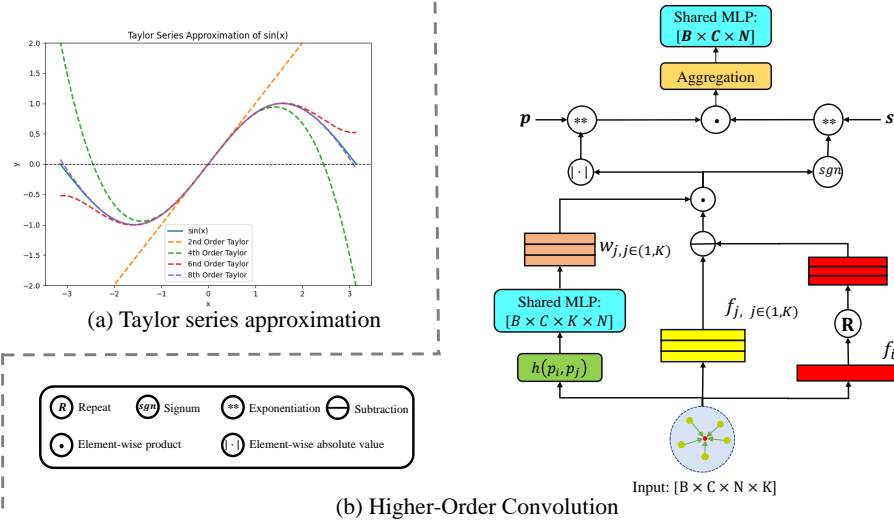 Taylor Series Approximation of sin(x)
2.0
1.5
1.0
0.5
0.0
−0.5
−1.0
−1.5
−2.0
y
−3
−2
−1
0
1
2
3
x
sin(x)
2nd Order Taylor
4th Order Taylor
6nd Order Taylor
8th Order Taylor
(a) Taylor series approximation
R Repeat
sgn Signum
** Exponentiation
Subtraction
Element-wise product
|·| Element-wise absolute value
Shared MLP:
[B × C × N]
Aggregation
p
**
**
s
|·|
sgn
w_{j,j∈(1,K)}
Shared MLP:
[B × C × K × N]
h(p_i, p_j)
f_{j, j∈(1,K)}
R
f_i
Input: [B × C × N × K]
(b) Higher-Order Convolution